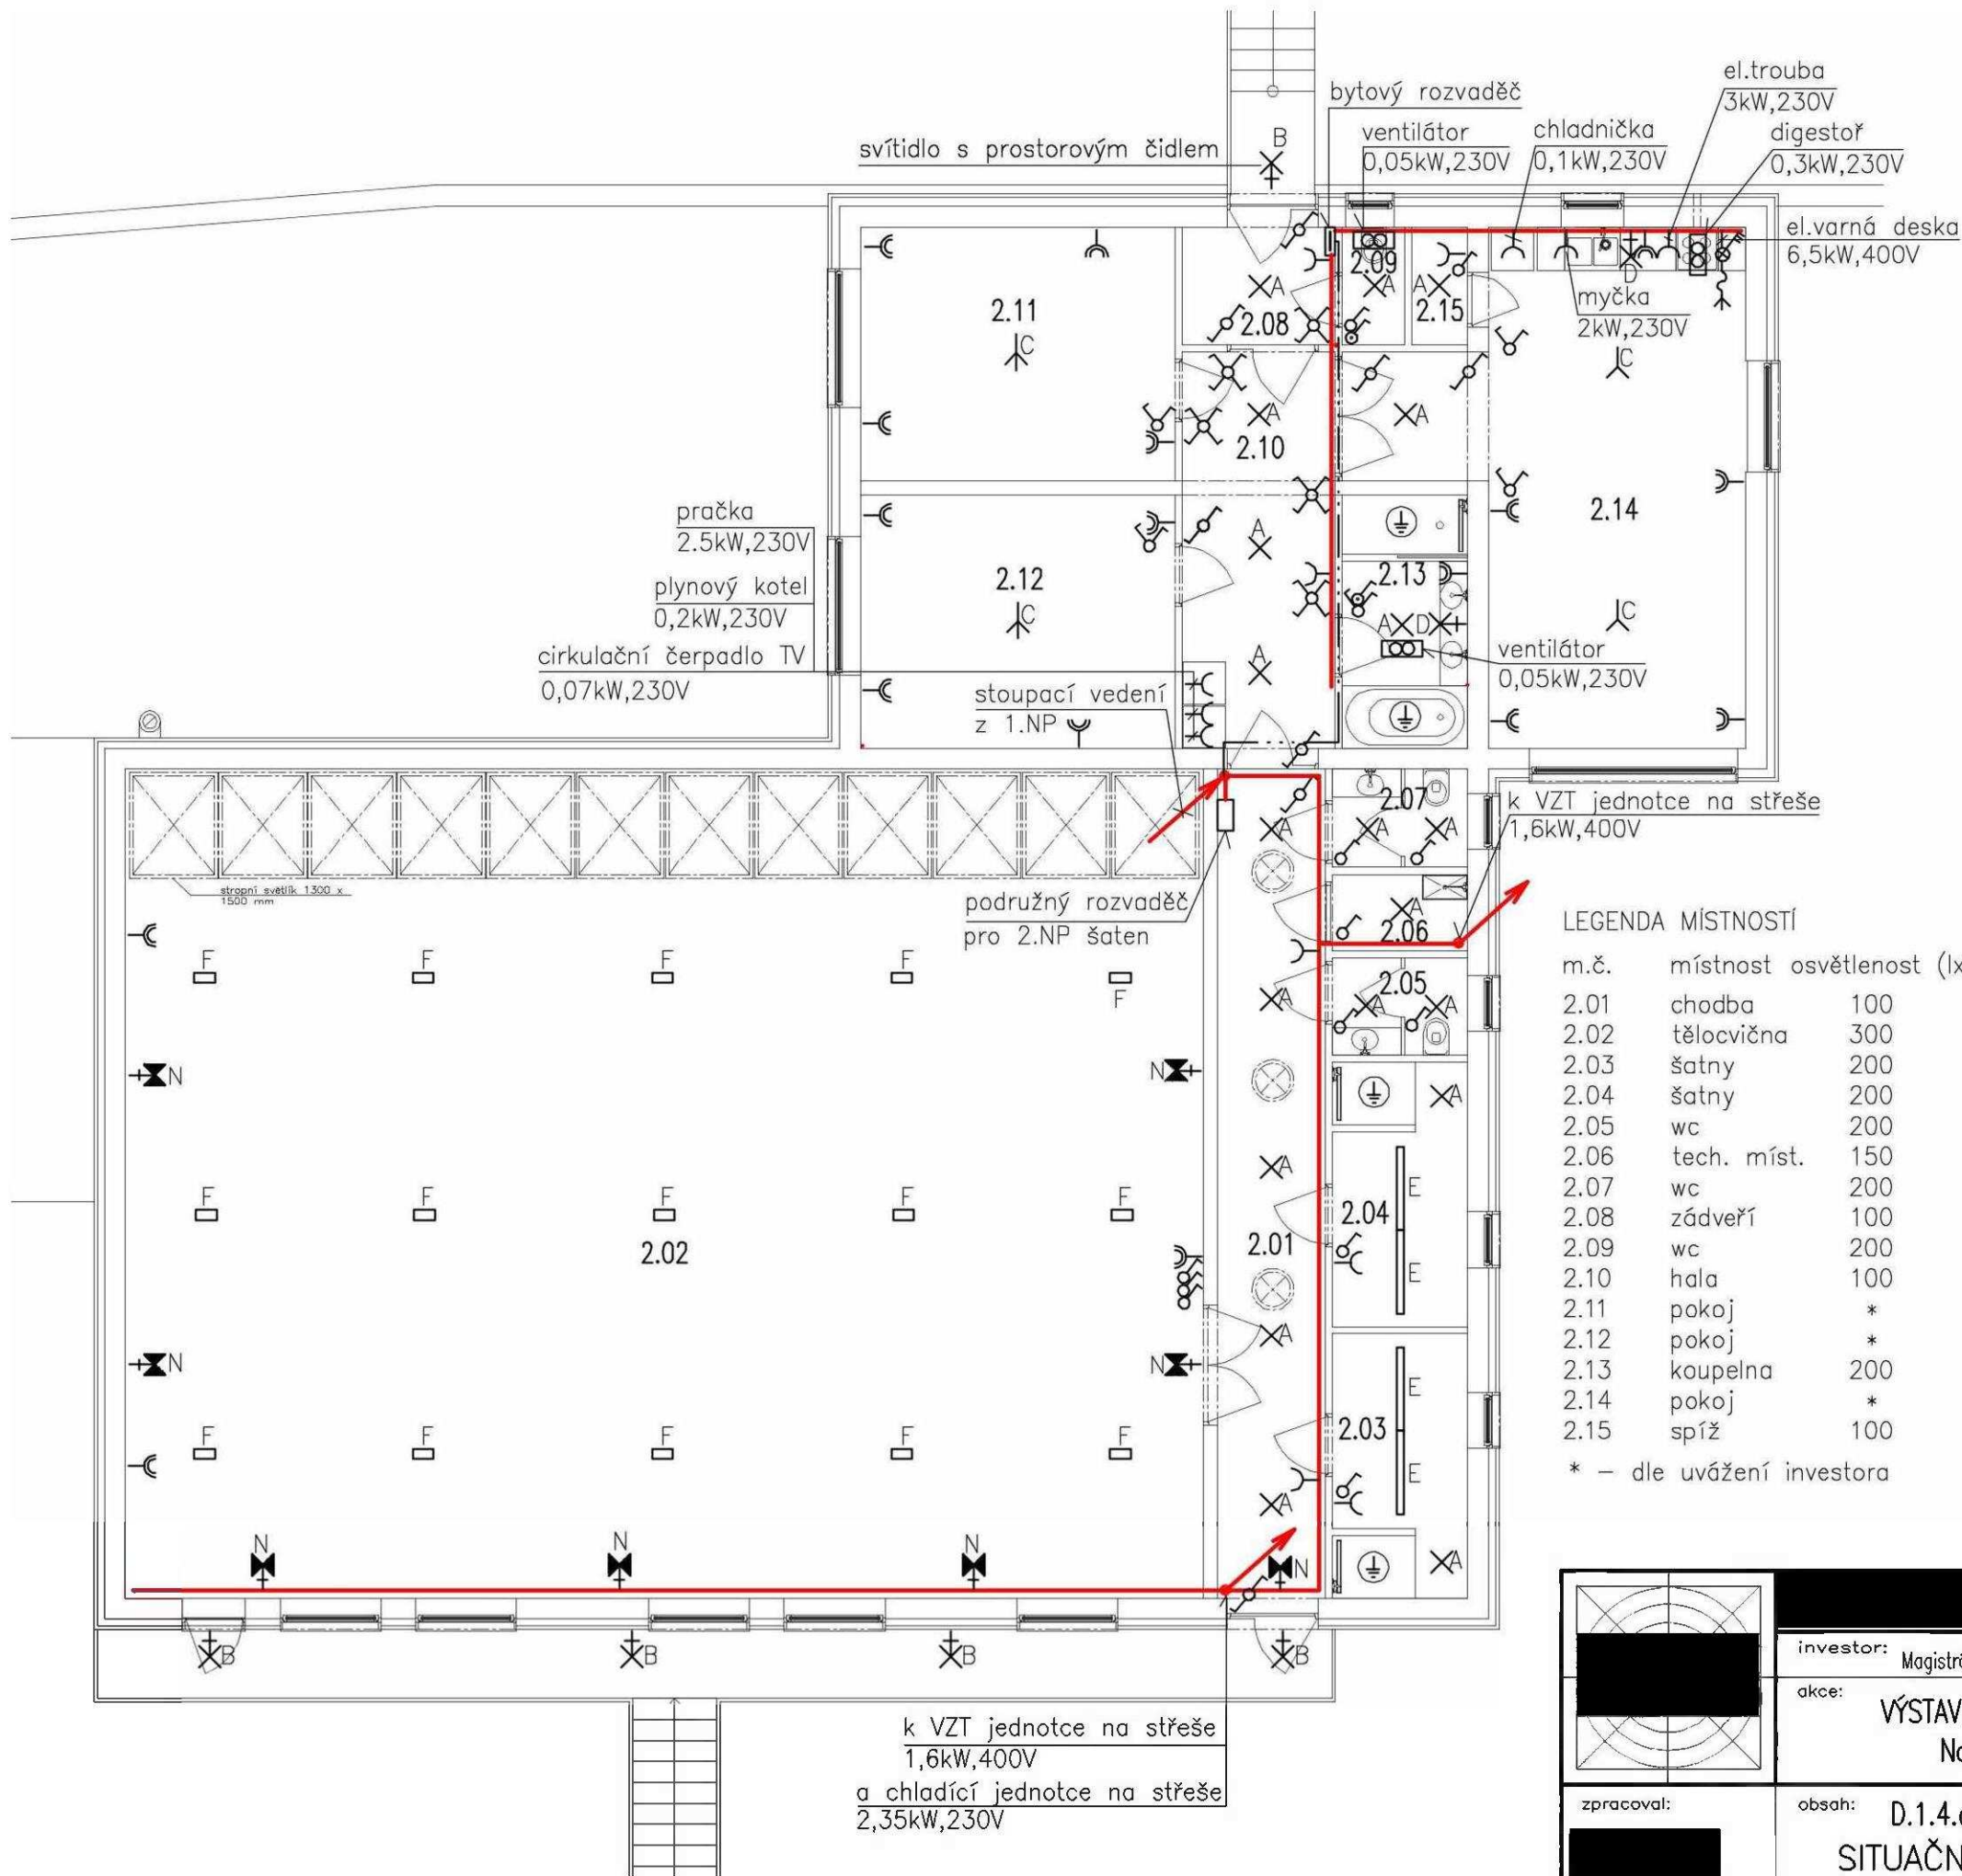 bytový rozvaděč
svítidlo s prostorovým čidlem
B
ventilátor
0,05kW,230V
chladnička
0,1kW,230V
el.trouba
3kW,230V
digestoř
0,3kW,230V
el.varná deska
6,5kW,400V
myčka
2kW,230V
D
2.11
C
A
2.08
2.09
A
A
2.15
C
A
2.10
A
2.14
pračka
2.5kW,230V
plynový kotel
0,2kW,230V
cirkulační čerpadlo TV
0,07kW,230V
2.12
C
A
A
2.13
A
D
C
ventilátor
0,05kW,230V
stoupací vedení
z 1.NP
stropní světlík 1300 x
1500 mm
podružný rozvaděč
pro 2.NP šaten
A
2.07
A
A
k VZT jednotce na střeše
1,6kW,400V
A
2.06
F
F
F
F
F
A
2.05
A
A
N
N
A
A
F
F
F
F
F
2.02
2.01
2.04
E
E
N
N
A
F
F
F
F
F
2.03
E
E
A
N
N
N
N
A
B
B
B
B
k VZT jednotce na střeše
1,6kW,400V
a chladící jednotce na střeše
2,35kW,230V
LEGENDA MÍSTNOSTÍ
m.č. místnost osvětlenost (lx
2.01 chodba 100
2.02 tělocvična 300
2.03 šatny 200
2.04 šatny 200
2.05 wc 200
2.06 tech. míst. 150
2.07 wc 200
2.08 zádveří 100
2.09 wc 200
2.10 hala 100
2.11 pokoj *
2.12 pokoj *
2.13 koupelna 200
2.14 pokoj *
2.15 spíž 100
* – dle uvážení investora
investor: Magistr
akce:
VÝSTAV
No
zpracoval:
obsah: D.1.4.
SITUAČN